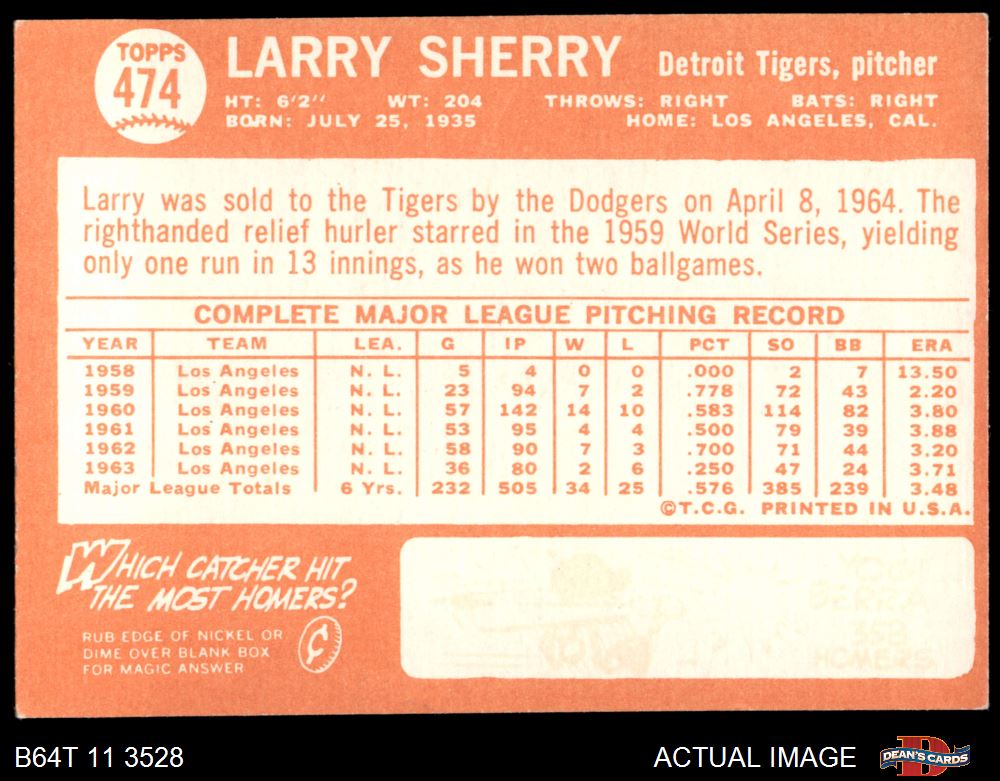 TOPPS
474
LARRY SHERRY Detroit Tigers, pitcher
HT: 6'2'' WT: 204 THROWS: RIGHT BATS: RIGHT
BORN: JULY 25, 1935 HOME: LOS ANGELES, CAL.
Larry was sold to the Tigers by the Dodgers on April 8, 1964. The
righthanded relief hurler starred in the 1959 World Series, yielding
only one run in 13 innings, as he won two ballgames.
COMPLETE MAJOR LEAGUE PITCHING RECORD
YEAR TEAM LEA. G IP W L PCT SO BB ERA
1958 Los Angeles N. L. 5 4 0 0 .000 2 7 13.50
1959 Los Angeles N. L. 23 94 7 2 .778 72 43 2.20
1960 Los Angeles N. L. 57 142 14 10 .583 114 82 3.80
1961 Los Angeles N. L. 53 95 4 4 .500 79 39 3.88
1962 Los Angeles N. L. 58 90 7 3 .700 71 44 3.20
1963 Los Angeles N. L. 36 80 2 6 .250 47 24 3.71
Major League Totals 6 Yrs. 232 505 34 25 .576 385 239 3.48
©T.C.G. PRINTED IN U.S.A.
WHICH CATCHER HIT
THE MOST HOMERS?
RUB EDGE OF NICKEL OR
DIME OVER BLANK BOX
FOR MAGIC ANSWER
¢
YOGI
BERRA
358
HOMERS
B64T 11 3528 ACTUAL IMAGE DEAN'S CARDS